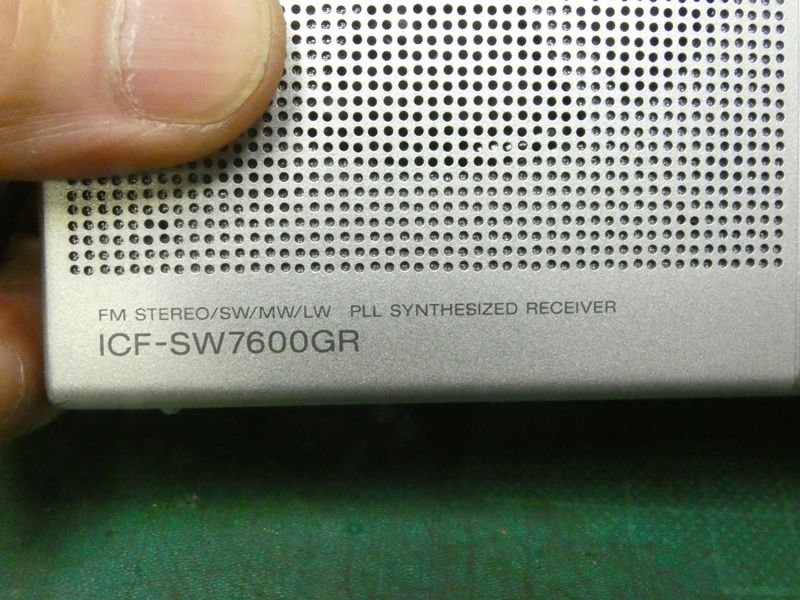 FM STEREO/SW/MW/LW PLL SYNTHESIZED RECEIVER
ICF-SW7600GR